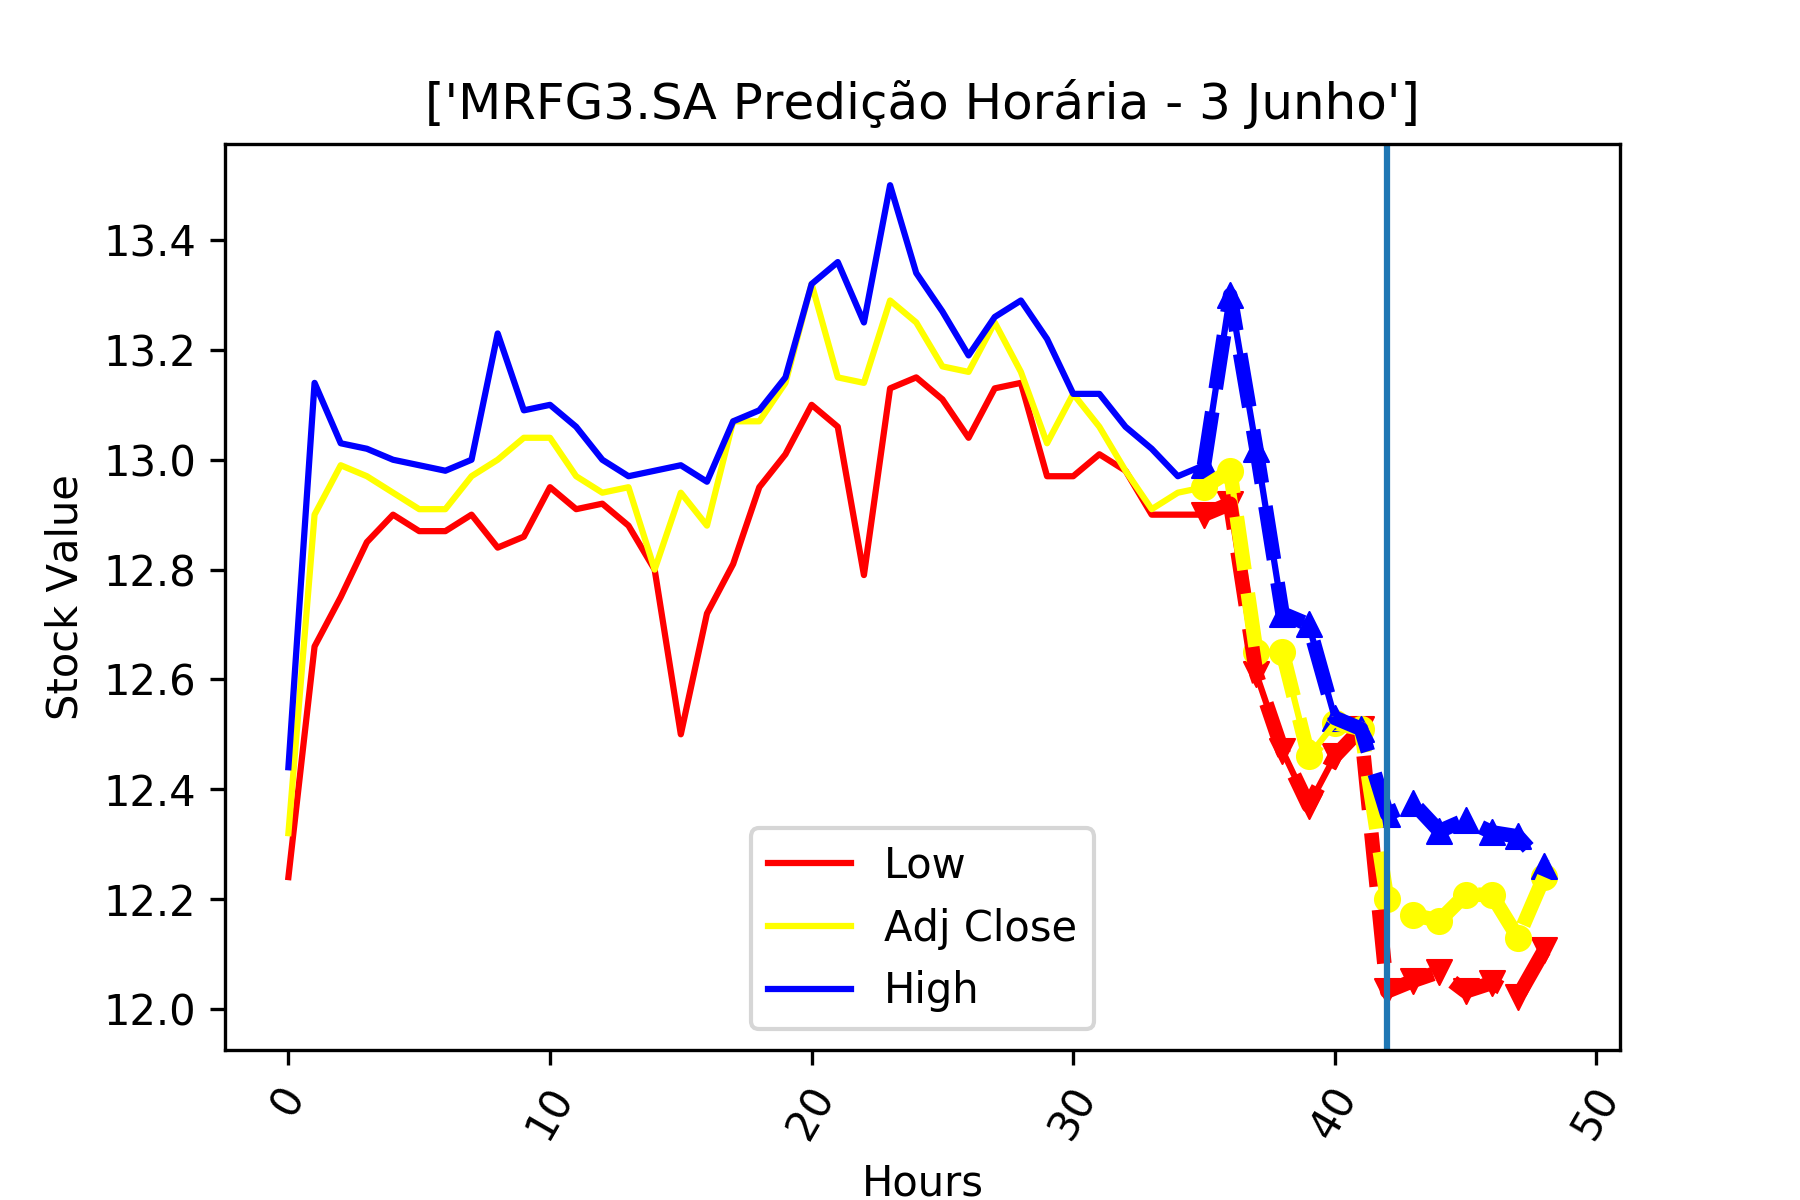 ['MRFG3.SA Predição Horária - 3 Junho']
Stock Value
13.4
13.2
13.0
12.8
12.6
12.4
12.2
12.0
Low
Adj Close
High
0
10
20
30
40
50
Hours